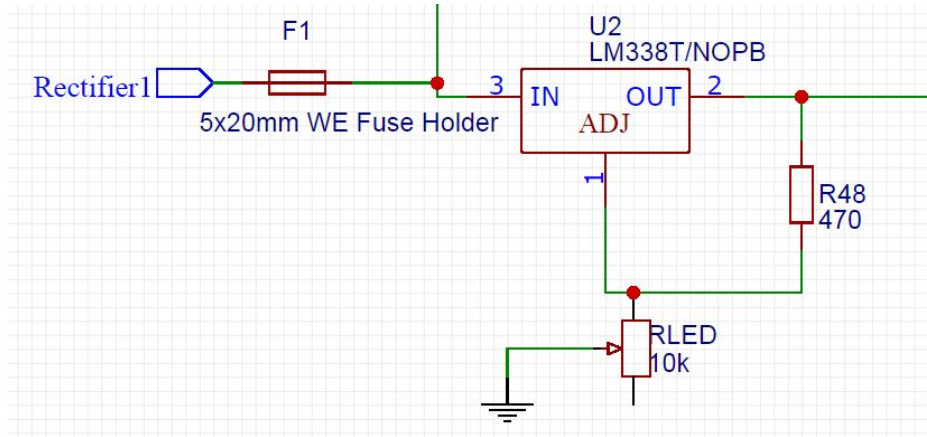 F1
U2
LM338T/NOPB
Rectifier1
3
IN
OUT
2
5x20mm WE Fuse Holder
ADJ
1
R48
470
RLED
10k